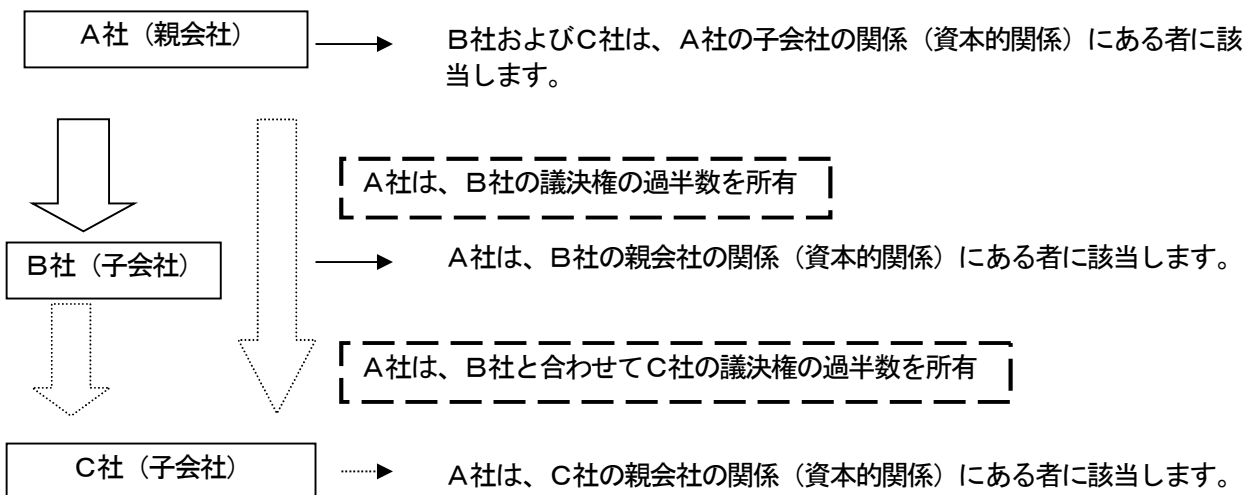 A社（親会社）
B社およびC社は、A社の子会社の関係（資本的関係）にある者に該
当します。
A社は、B社の議決権の過半数を所有
B社（子会社）
A社は、B社の親会社の関係（資本的関係）にある者に該当します。
A社は、B社と合わせてC社の議決権の過半数を所有
C社（子会社）
A社は、C社の親会社の関係（資本的関係）にある者に該当します。